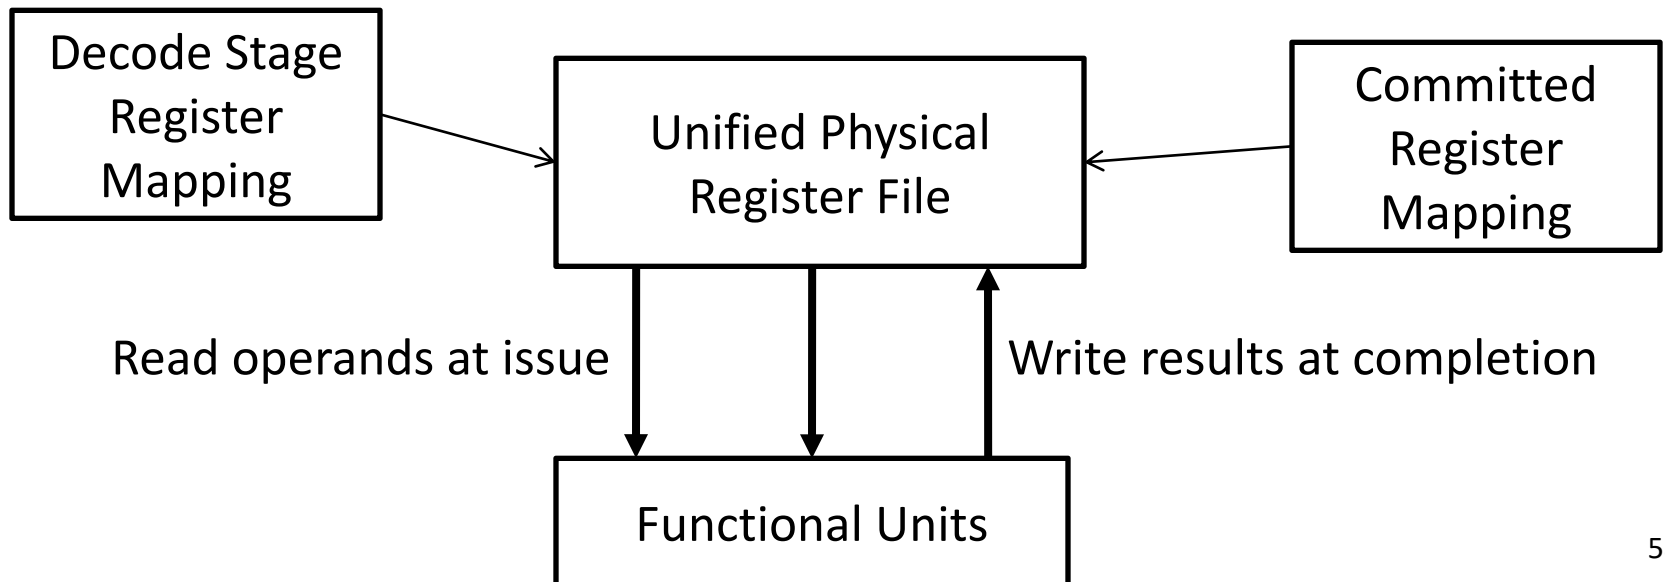 Decode Stage
Register
Mapping
Unified Physical
Register File
Committed
Register
Mapping
Read operands at issue
Write results at completion
Functional Units
5